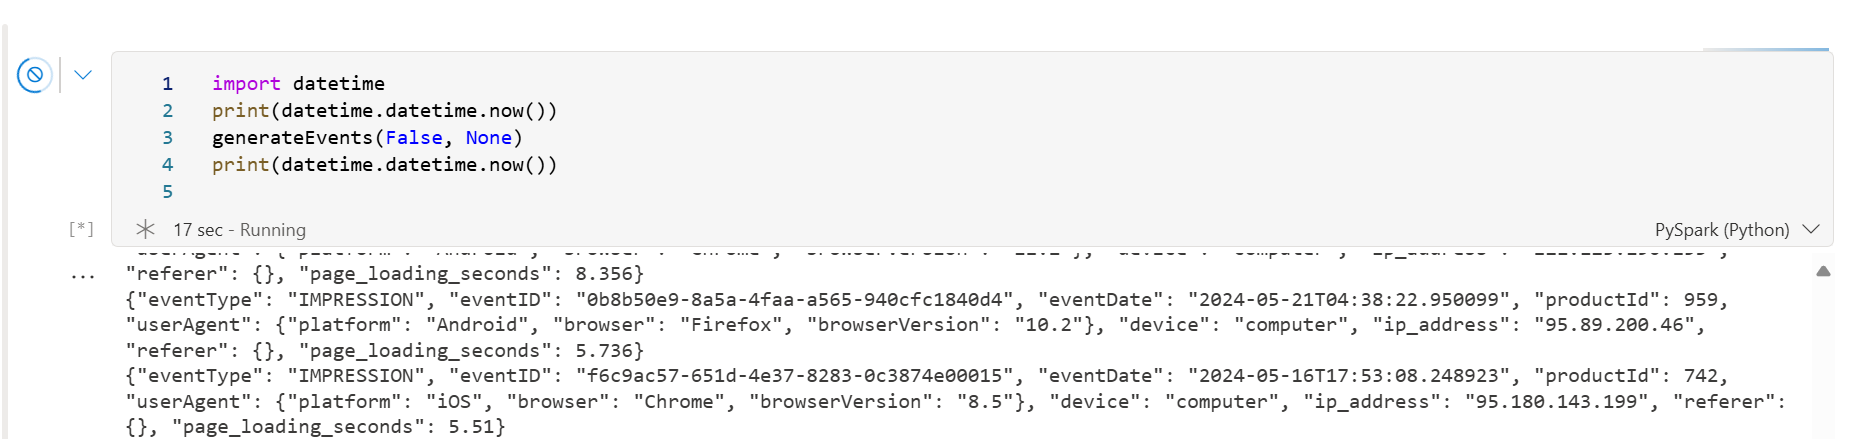 1 import datetime
2 print(datetime.datetime.now())
3 generateEvents(False, None)
4 print(datetime.datetime.now())
5
[*] 17 sec - Running PySpark (Python)
...
"referer": {}, "page_loading_seconds": 8.356}
{"eventType": "IMPRESSION", "eventID": "0b8b50e9-8a5a-4faa-a565-940cfc1840d4", "eventDate": "2024-05-21T04:38:22.950099", "productId": 959,
"userAgent": {"platform": "Android", "browser": "Firefox", "browserVersion": "10.2"}, "device": "computer", "ip_address": "95.89.200.46",
"referer": {}, "page_loading_seconds": 5.736}
{"eventType": "IMPRESSION", "eventID": "f6c9ac57-651d-4e37-8283-0c3874e00015", "eventDate": "2024-05-16T17:53:08.248923", "productId": 742,
"userAgent": {"platform": "iOS", "browser": "Chrome", "browserVersion": "8.5"}, "device": "computer", "ip_address": "95.180.143.199", "referer":
{}, "page_loading_seconds": 5.51}